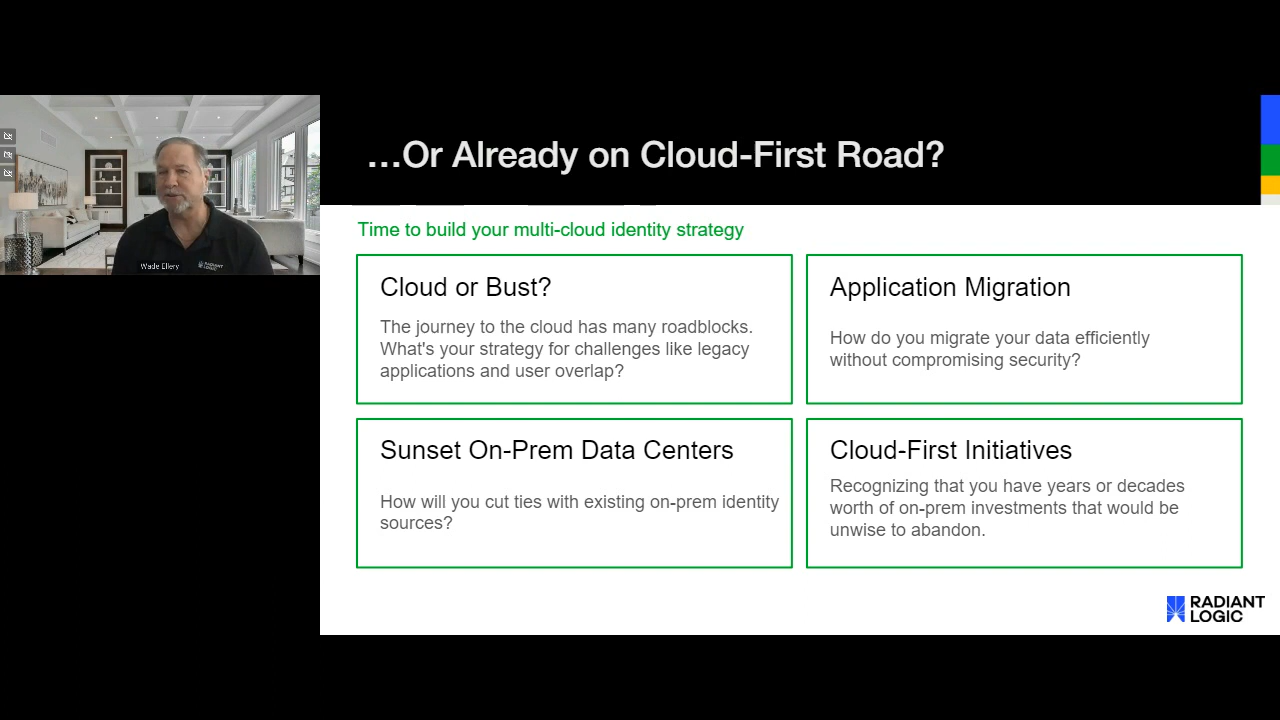 …Or Already on Cloud-First Road?
Time to build your multi-cloud identity strategy
Cloud or Bust?
The journey to the cloud has many roadblocks.
What's your strategy for challenges like legacy
applications and user overlap?
Application Migration
How do you migrate your data efficiently
without compromising security?
Sunset On-Prem Data Centers
How will you cut ties with existing on-prem identity
sources?
Cloud-First Initiatives
Recognizing that you have years or decades
worth of on-prem investments that would be
unwise to abandon.
RADIANT
LOGIC
Wade Ellery
RADIANT
LOGIC